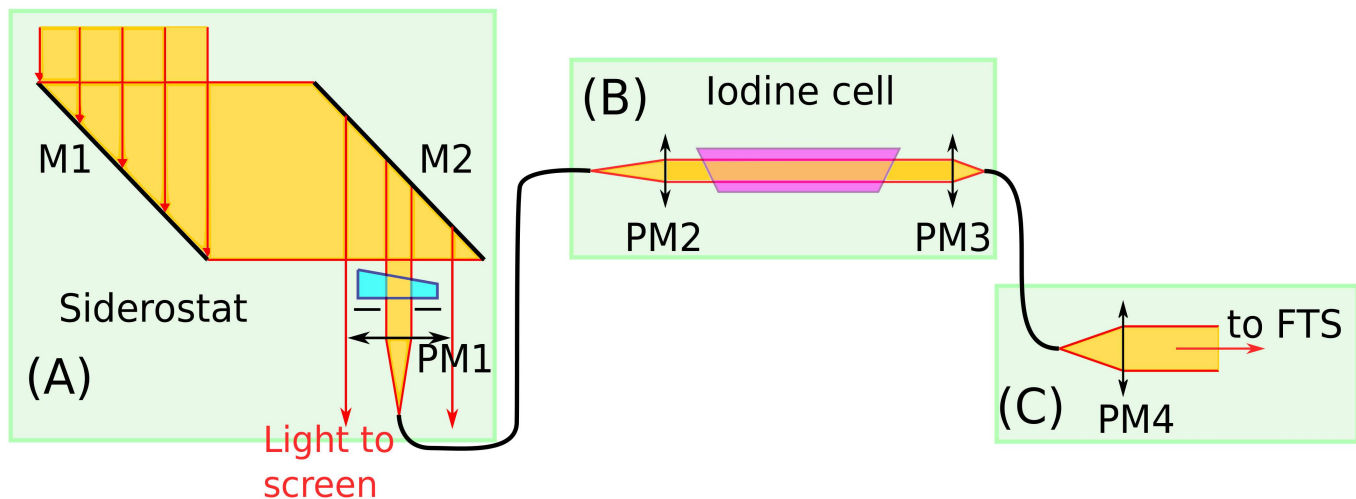 M1
M2
Siderostat
(A)
PM1
Light to
screen
(B)
Iodine cell
PM2
PM3
to FTS
(C)
PM4